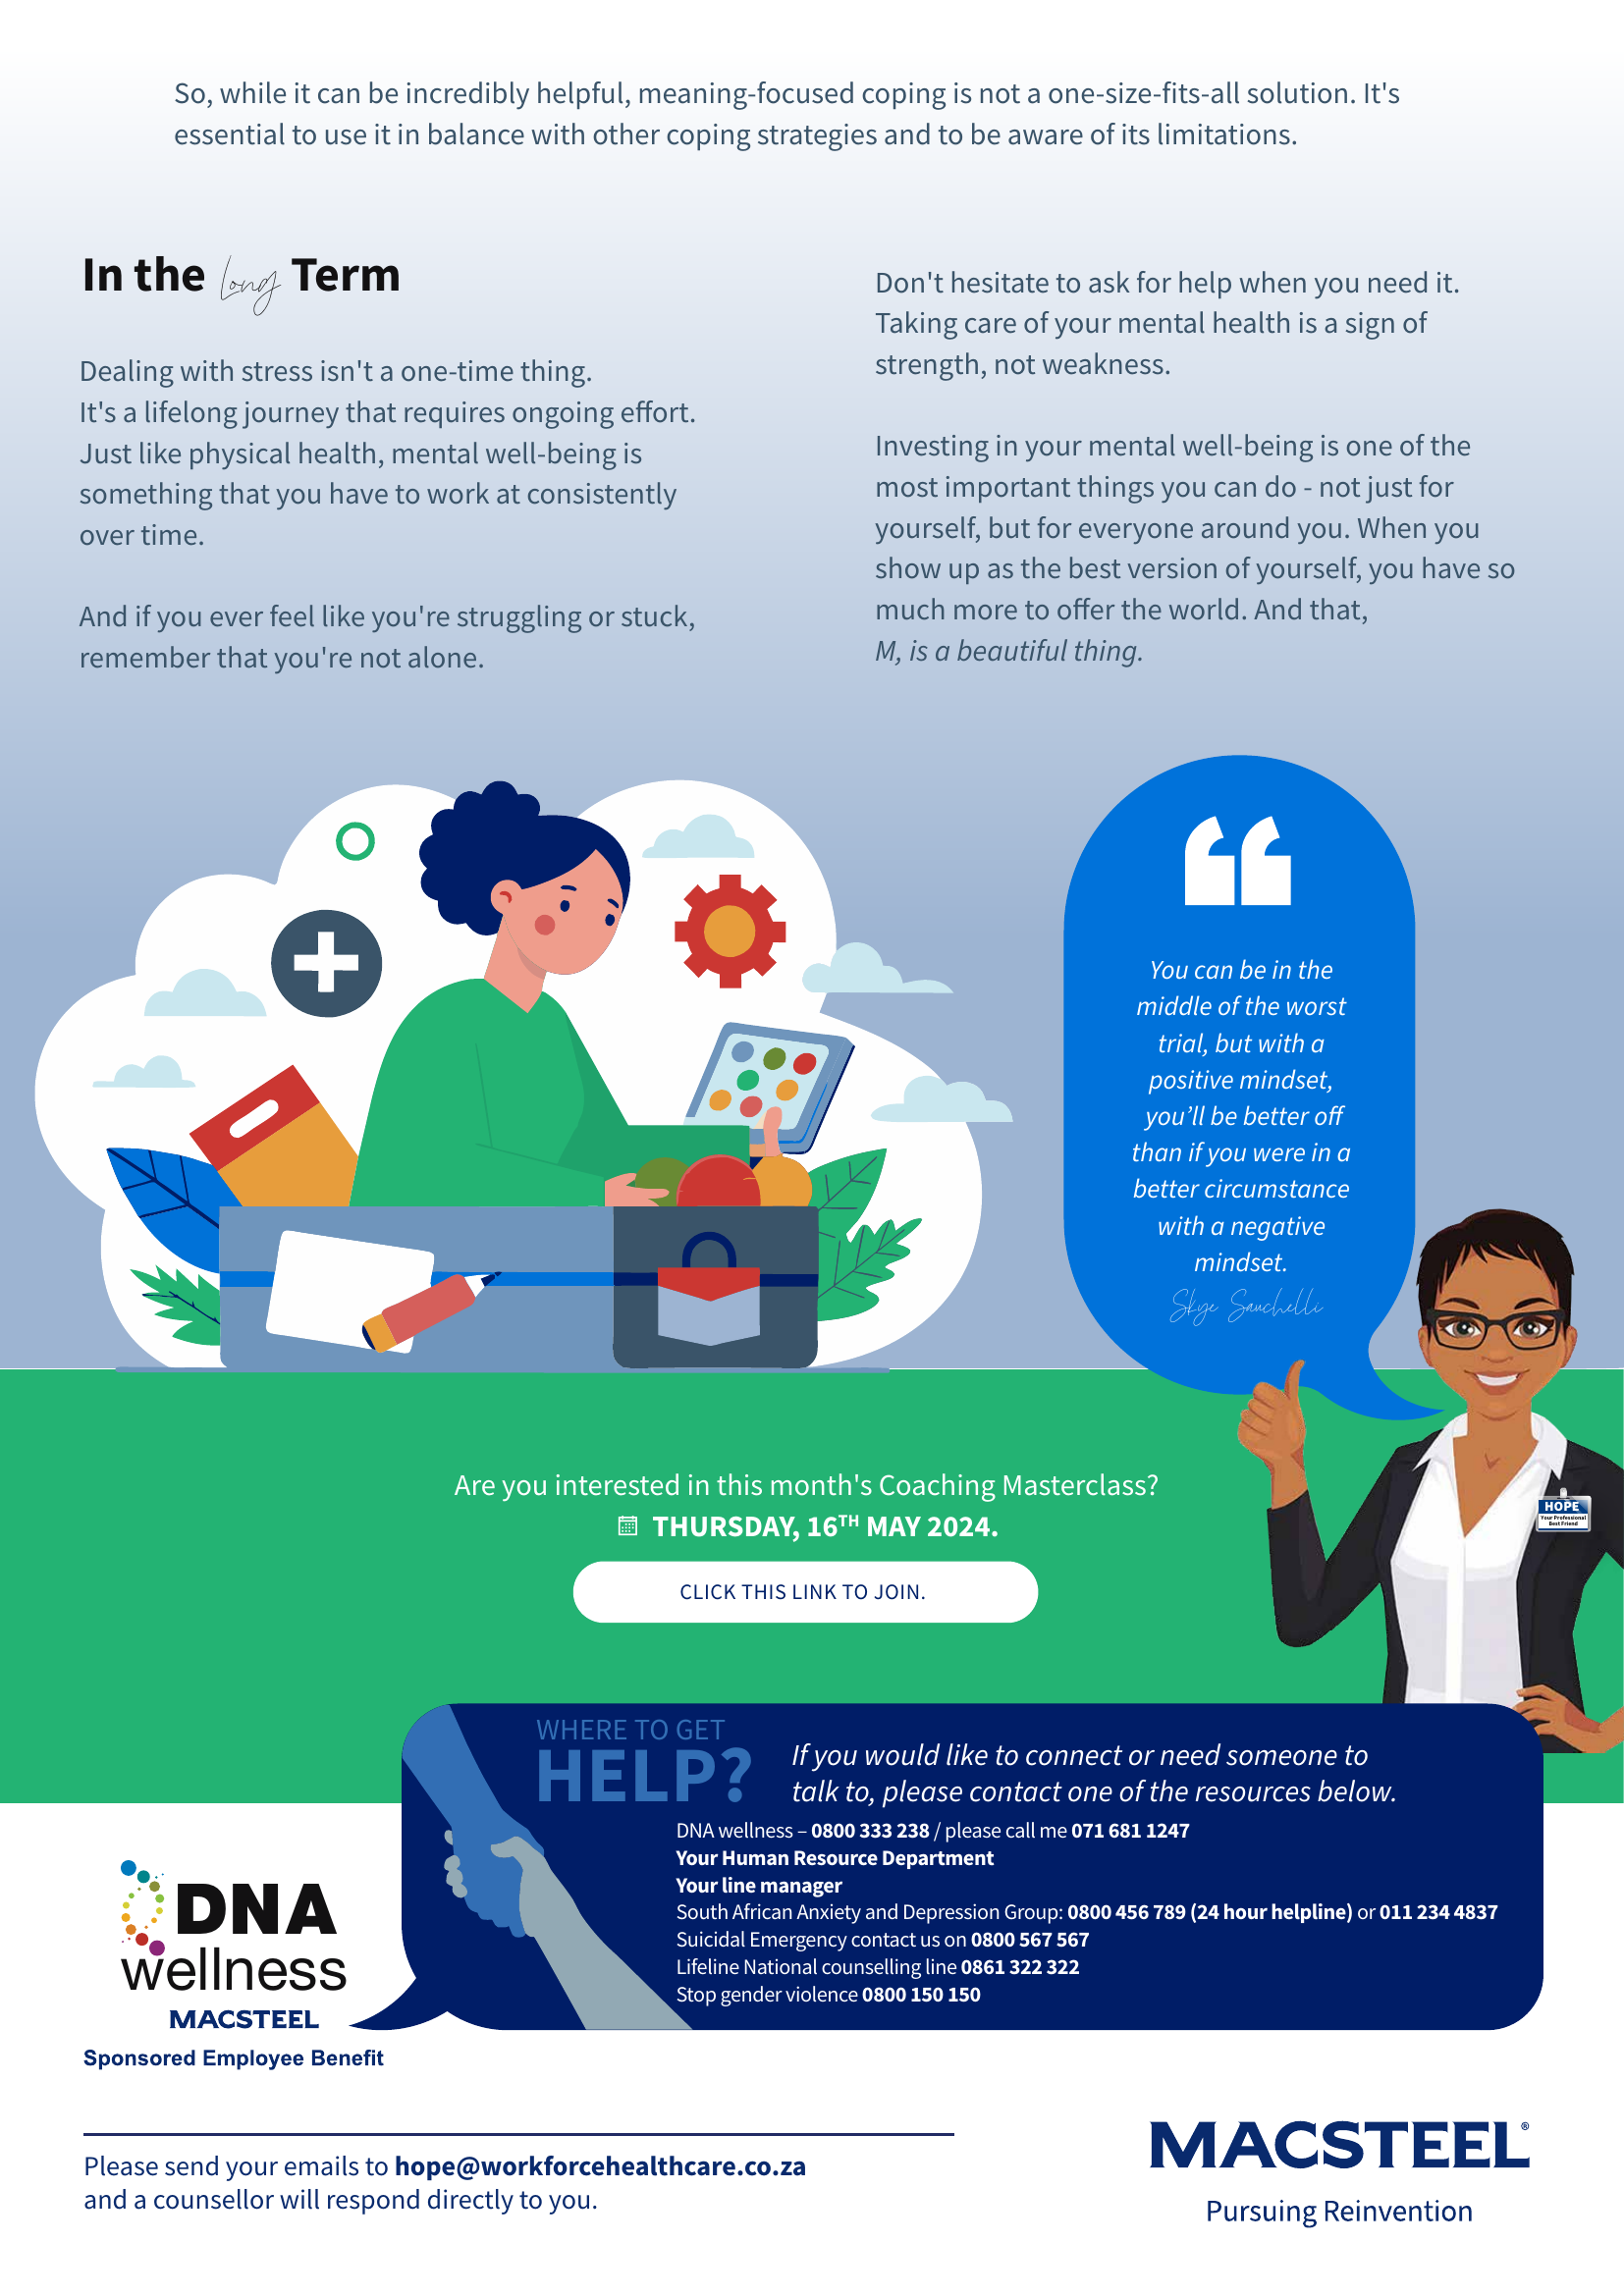 So, while it can be incredibly helpful, meaning-focused coping is not a one-size-fits-all solution. It's
essential to use it in balance with other coping strategies and to be aware of its limitations.
In the Long Term
Dealing with stress isn't a one-time thing.
It's a lifelong journey that requires ongoing effort.
Just like physical health, mental well-being is
something that you have to work at consistently
over time.
And if you ever feel like you're struggling or stuck,
remember that you're not alone.
Don't hesitate to ask for help when you need it.
Taking care of your mental health is a sign of
strength, not weakness.
Investing in your mental well-being is one of the
most important things you can do - not just for
yourself, but for everyone around you. When you
show up as the best version of yourself, you have so
much more to offer the world. And that,
M, is a beautiful thing.
❝
You can be in the
middle of the worst
trial, but with a
positive mindset,
you’ll be better off
than if you were in a
better circumstance
with a negative
mindset.
Skye Sauchelli
HOPE
Your Professional
Best Friend
Are you interested in this month's Coaching Masterclass?
THURSDAY, 16TH MAY 2024.
CLICK THIS LINK TO JOIN.
WHERE TO GET
HELP?
If you would like to connect or need someone to
talk to, please contact one of the resources below.
DNA wellness – 0800 333 238 / please call me 071 681 1247
Your Human Resource Department
Your line manager
South African Anxiety and Depression Group: 0800 456 789 (24 hour helpline) or 011 234 4837
Suicidal Emergency contact us on 0800 567 567
Lifeline National counselling line 0861 322 322
Stop gender violence 0800 150 150
DNA
wellness
MACSTEEL
Sponsored Employee Benefit
Please send your emails to hope@workforcehealthcare.co.za
and a counsellor will respond directly to you.
MACSTEEL®
Pursuing Reinvention